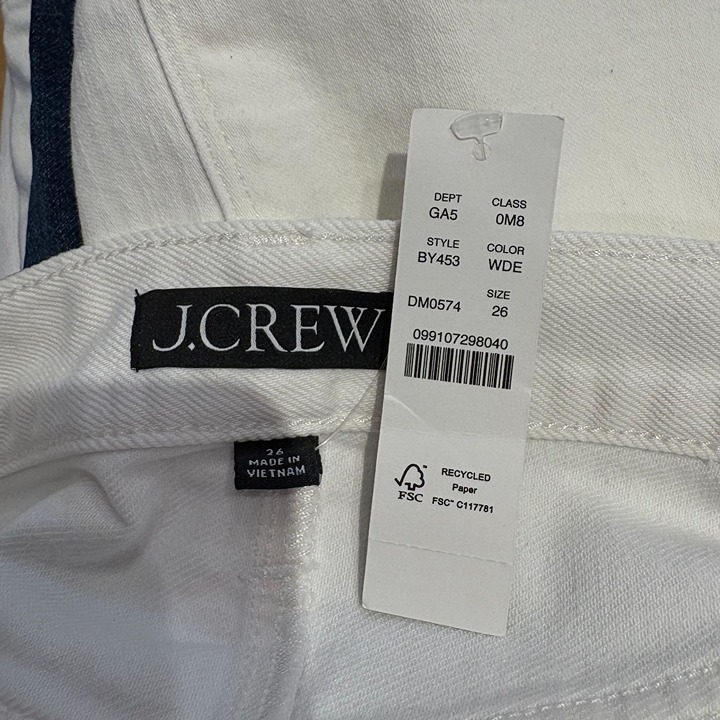 J.CREW
26
MADE IN
VIETNAM
DEPT CLASS
GA5 0M8
STYLE COLOR
BY453 WDE
DM0574 SIZE
26
099107298040
FSC™
RECYCLED
Paper
FSC™ C117781